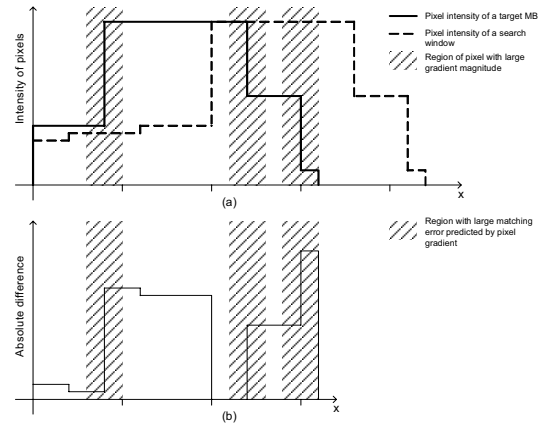 Intensity of pixels
Pixel intensity of a target MB
Pixel intensity of a search
window
Region of pixel with large
gradient magnitude
x
(a)
Absolute difference
Region with large matching
error predicted by pixel
gradient
x
(b)